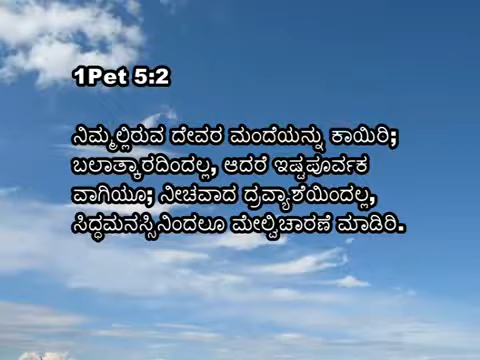 1Pet 5:2
ನಿಮ್ಮಲ್ಲಿರುವ ದೇವರ ಮಂದೆಯನ್ನು ಕಾಯಿರಿ;
ಬಲಾತ್ಕಾರದಿಂದಲ್ಲ, ಆದರೆ ಇಷ್ಟಪೂರ್ವಕ
ವಾಗಿಯೂ; ನೀಚವಾದ ದ್ರವ್ಯಾಶೆಯಿಂದಲ್ಲ,
ಸಿದ್ಧಮನಸ್ಸಿನಿಂದಲೂ ಮೇಲ್ವಿಚಾರಣೆ ಮಾಡಿರಿ.